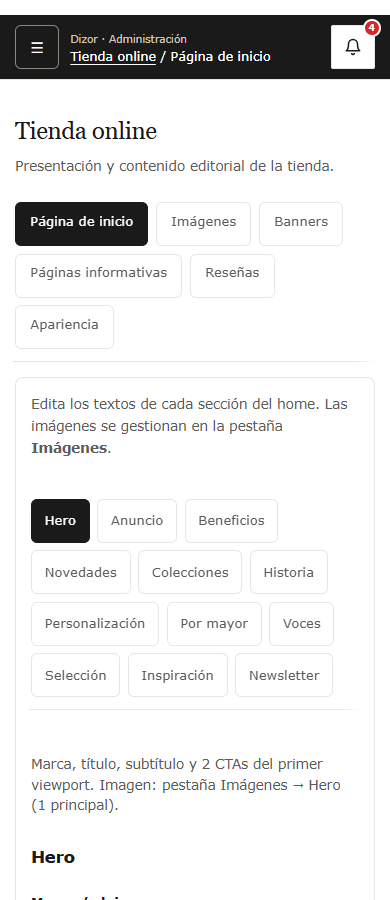 4
☰
Dizor · Administración
Tienda online / Página de inicio
Tienda online
Presentación y contenido editorial de la tienda.
Página de inicio
Imágenes
Banners
Páginas informativas
Reseñas
Apariencia
Edita los textos de cada sección del home. Las
imágenes se gestionan en la pestaña
Imágenes.
Hero
Anuncio
Beneficios
Novedades
Colecciones
Historia
Personalización
Por mayor
Voces
Selección
Inspiración
Newsletter
Marca, título, subtítulo y 2 CTAs del primer
viewport. Imagen: pestaña Imágenes → Hero
(1 principal).
Hero